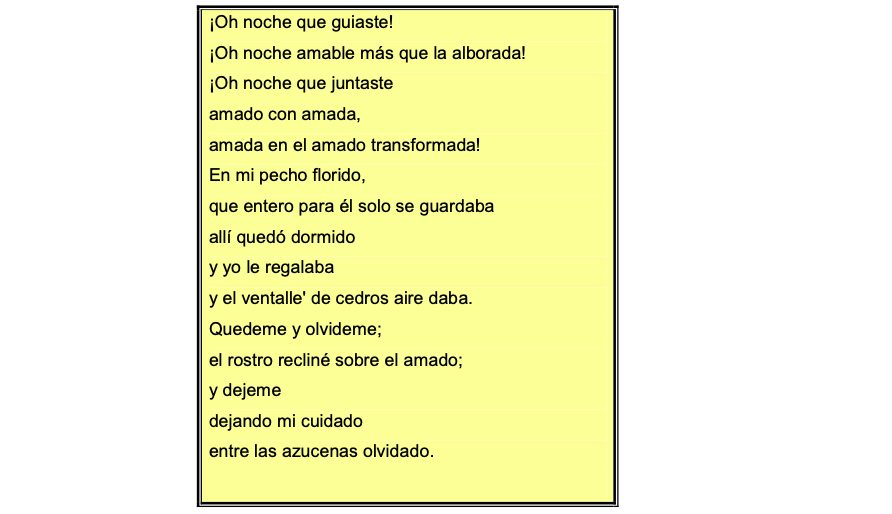 ¡Oh noche que guiaste!
¡Oh noche amable más que la alborada!
¡Oh noche que juntaste
amado con amada,
amada en el amado transformada!
En mi pecho florido,
que entero para él solo se guardaba
allí quedó dormido
y yo le regalaba
y el ventalle' de cedros aire daba.
Quedeme y olvideme;
el rostro recliné sobre el amado;
y dejeme
dejando mi cuidado
entre las azucenas olvidado.